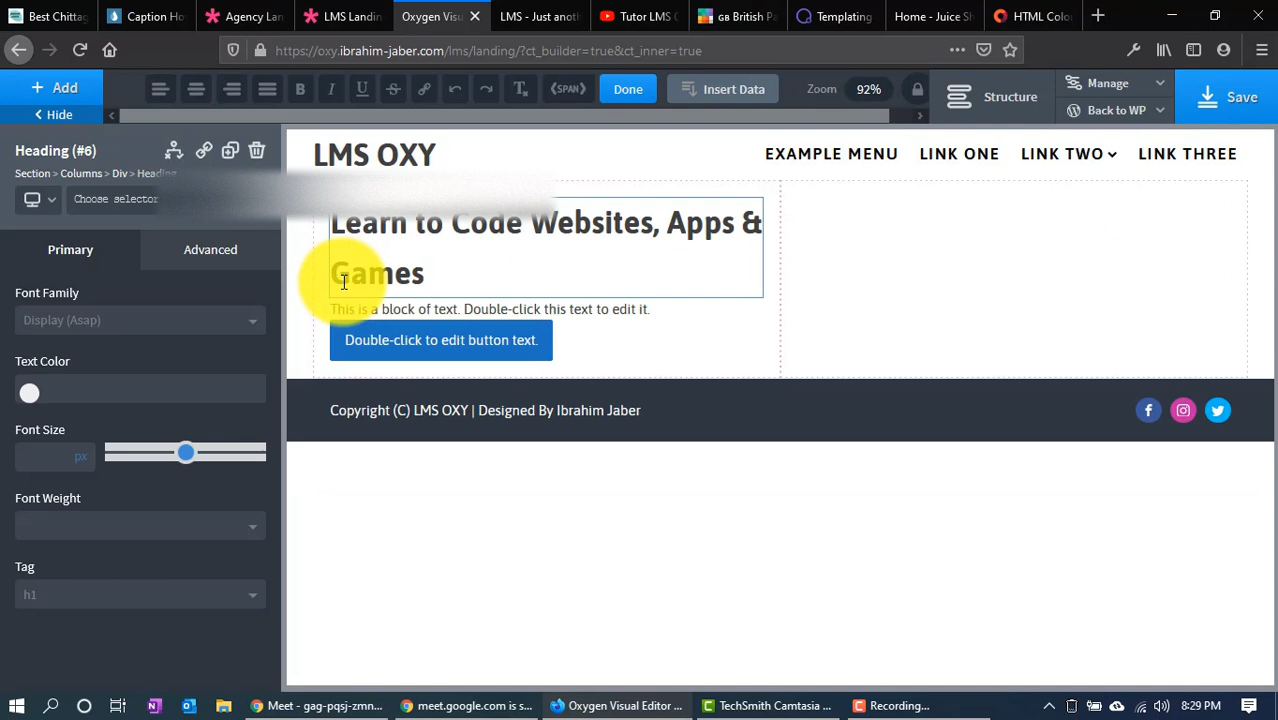 Best Chittag
Caption Ho
Agency Lan
LMS Landin
Oxygen Visu
LMS - Just anot
Tutor LMS O
British Pa
Templating
Home - Juice Sh
HTML Colo
https://oxy.ibrahim-jaber.com/lms/landing/?ct_builder=true&ct_inner=true
+ Add
Hide
B I U S
⟨SPAN⟩
Done
Insert Data
Zoom
92%
Structure
Manage
Back to WP
Save
Heading (#6)
Section > Columns > Div > Heading
Choose selector
Primary
Advanced
Font Family
Display (Asap)
Text Color
Font Size
px
Font Weight
Tag
h1
LMS OXY
EXAMPLE MENU
LINK ONE
LINK TWO
LINK THREE
Learn to Code Websites, Apps &
Games
This is a block of text. Double-click this text to edit it.
Double-click to edit button text.
Copyright (C) LMS OXY | Designed By Ibrahim Jaber
Meet - gag-pqsj-zmn...
meet.google.com is s...
Oxygen Visual Editor ...
TechSmith Camtasia ...
Recording...
8:29 PM